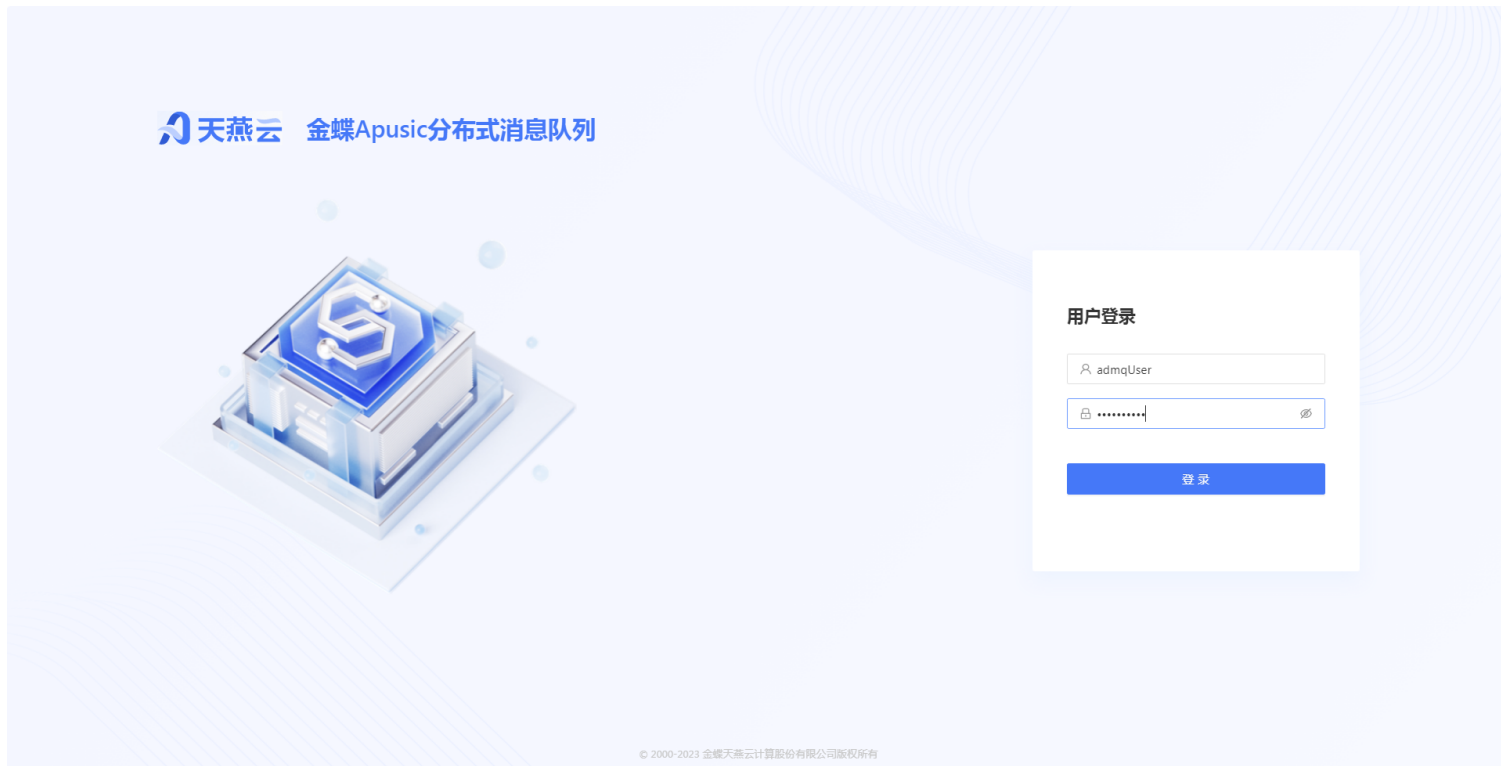 天燕云 金蝶Apusic分布式消息队列
用户登录
admqUser
••••••••••
登 录
© 2000-2023 金蝶天燕云计算股份有限公司版权所有